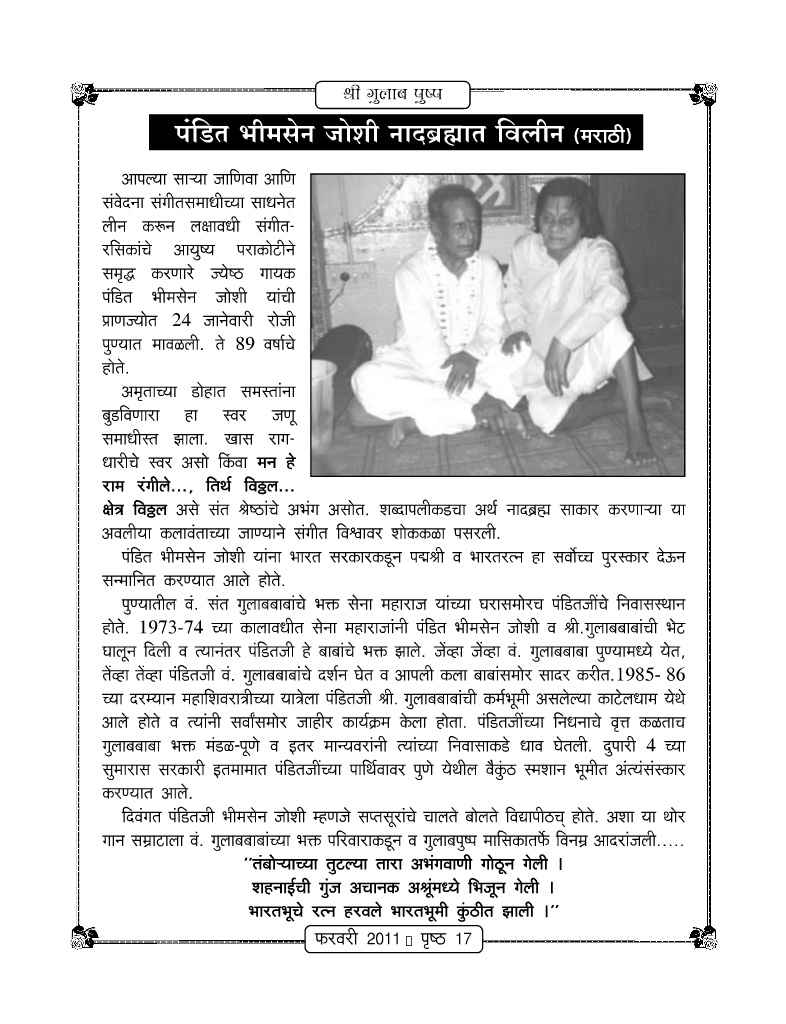 श्री गुलाब पुष्प
पंडित भीमसेन जोशी नादब्रह्मात विलीन (मराठी)
आपल्या साऱ्या जाणिवा आणि
संवेदना संगीतसमाधीच्या साधनेत
लीन करून लक्षावधी संगीत-
रसिकांचे आयुष्य पराकोटीने
समृद्ध करणारे ज्येष्ठ गायक
पंडित भीमसेन जोशी यांची
प्राणज्योत 24 जानेवारी रोजी
पुण्यात मावळली. ते 89 वर्षाचे
होते.
अमृताच्या डोहात समस्तांना
बुडविणारा हा स्वर जणू
समाधीस्त झाला. खास राग-
धारीचे स्वर असो किंवा मन हे
राम रंगीले..., तिर्थ विठ्ठल...
क्षेत्र विठ्ठल असे संत श्रेष्ठांचे अभंग असोत. शब्दापलीकडचा अर्थ नादब्रह्म साकार करणाऱ्या या
अवलीया कलावंताच्या जाण्याने संगीत विश्वावर शोककळा पसरली.
पंडित भीमसेन जोशी यांना भारत सरकारकडून पद्मश्री व भारतरत्न हा सर्वोच्च पुरस्कार देऊन
सन्मानित करण्यात आले होते.
पुण्यातील वं. संत गुलाबबाबांचे भक्त सेना महाराज यांच्या घरासमोरच पंडितजींचे निवासस्थान
होते. 1973-74 च्या कालावधीत सेना महाराजांनी पंडित भीमसेन जोशी व श्री.गुलाबबाबांची भेट
घालून दिली व त्यानंतर पंडितजी हे बाबांचे भक्त झाले. जेंव्हा जेंव्हा वं. गुलाबबाबा पुण्यामध्ये येत,
तेंव्हा तेंव्हा पंडितजी वं. गुलाबबाबांचे दर्शन घेत व आपली कला बाबांसमोर सादर करीत.1985- 86
च्या दरम्यान महाशिवरात्रीच्या यात्रेला पंडितजी श्री. गुलाबबाबांची कर्मभूमी असलेल्या काटेलधाम येथे
आले होते व त्यांनी सर्वांसमोर जाहीर कार्यक्रम केला होता. पंडितजींच्या निधनाचे वृत्त कळताच
गुलाबबाबा भक्त मंडळ-पूणे व इतर मान्यवरांनी त्यांच्या निवासाकडे धाव घेतली. दुपारी 4 च्या
सुमारास सरकारी इतमामात पंडितजींच्या पार्थिवावर पुणे येथील वैकुंठ स्मशान भूमीत अंत्यंसंस्कार
करण्यात आले.
दिवंगत पंडितजी भीमसेन जोशी म्हणजे सप्तसूरांचे चालते बोलते विद्यापीठच् होते. अशा या थोर
गान सम्राटाला वं. गुलाबबाबांच्या भक्त परिवाराकडून व गुलाबपुष्प मासिकातर्फे विनम्र आदरांजली.....
''तंबोऱ्याच्या तुटल्या तारा अभंगवाणी गोठून गेली ।
शहनाईची गुंज अचानक अश्रूंमध्ये भिजून गेली ।
भारतभूचे रत्न हरवले भारतभूमी कुंठीत झाली ।''
फरवरी 2011 □ पृष्ठ 17